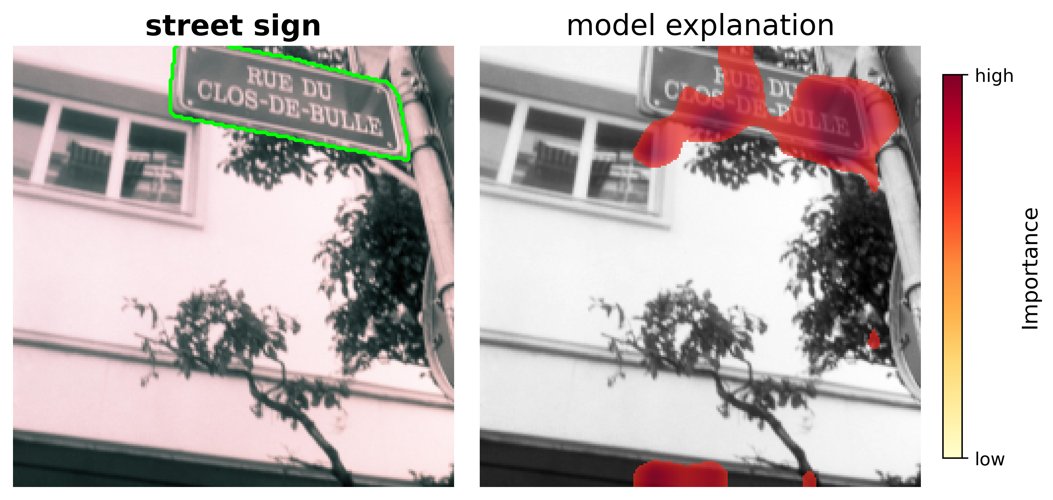 street sign
model explanation
RUE DU
CLOS-DE-BULLE
RUE DU
CLOS-DE-BULLE
high
Importance
low